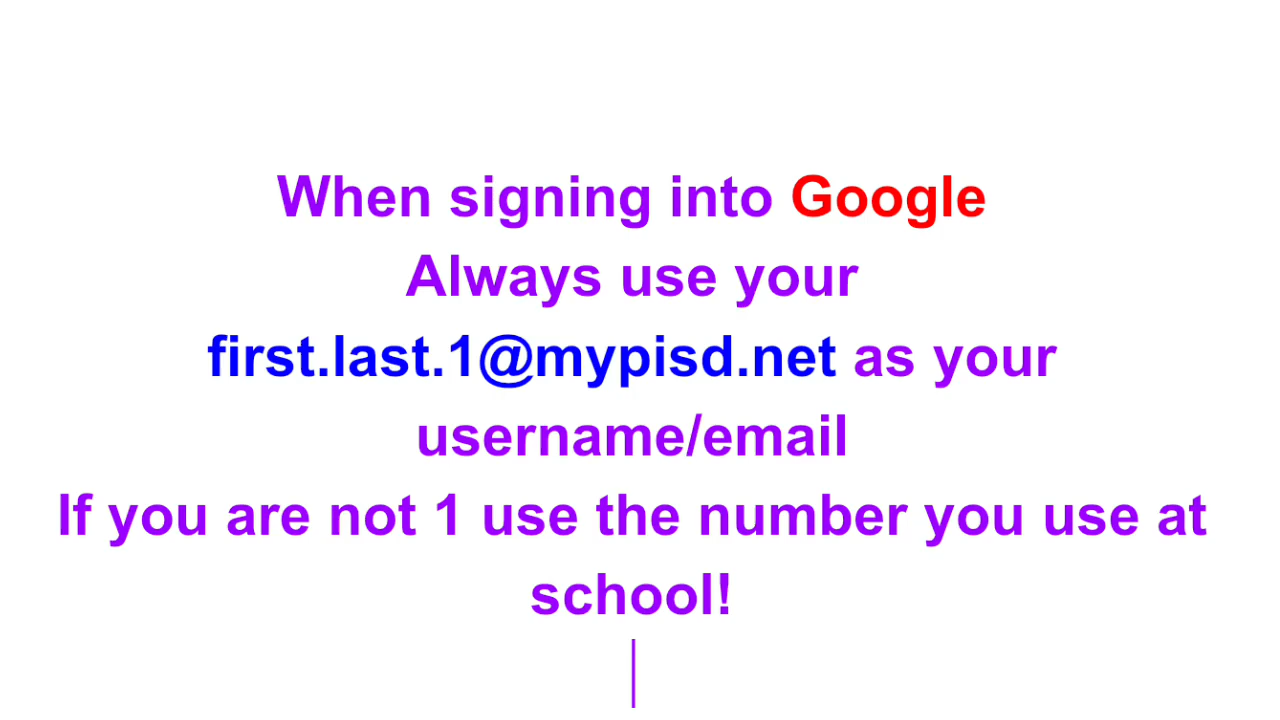 When signing into Google
Always use your
first.last.1@mypisd.net as your
username/email
If you are not 1 use the number you use at
school!